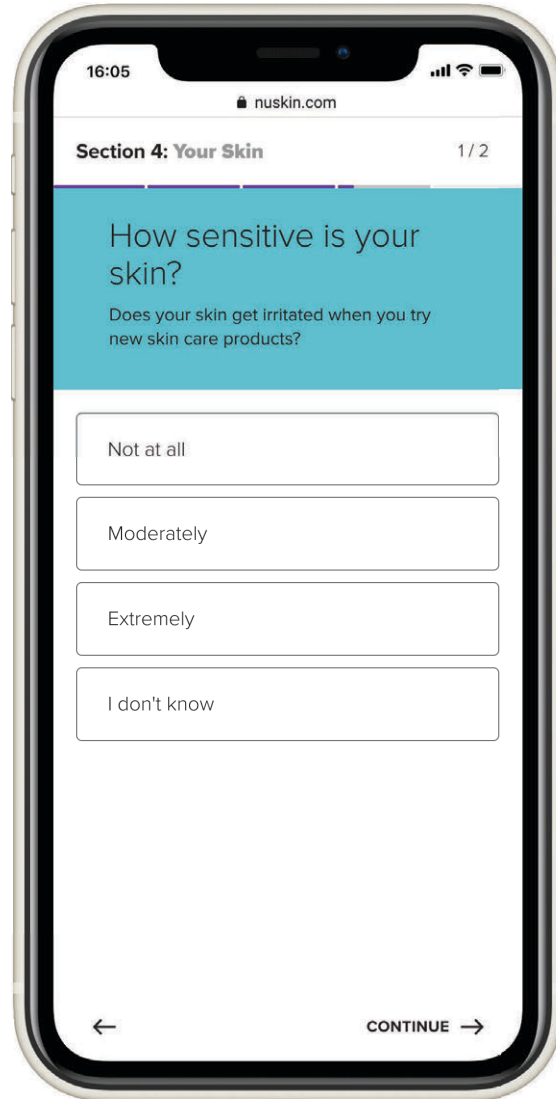 16:05
nuskin.com
Section 4: Your Skin 1 / 2
How sensitive is your
skin?
Does your skin get irritated when you try
new skin care products?
Not at all
Moderately
Extremely
I don't know
← CONTINUE →